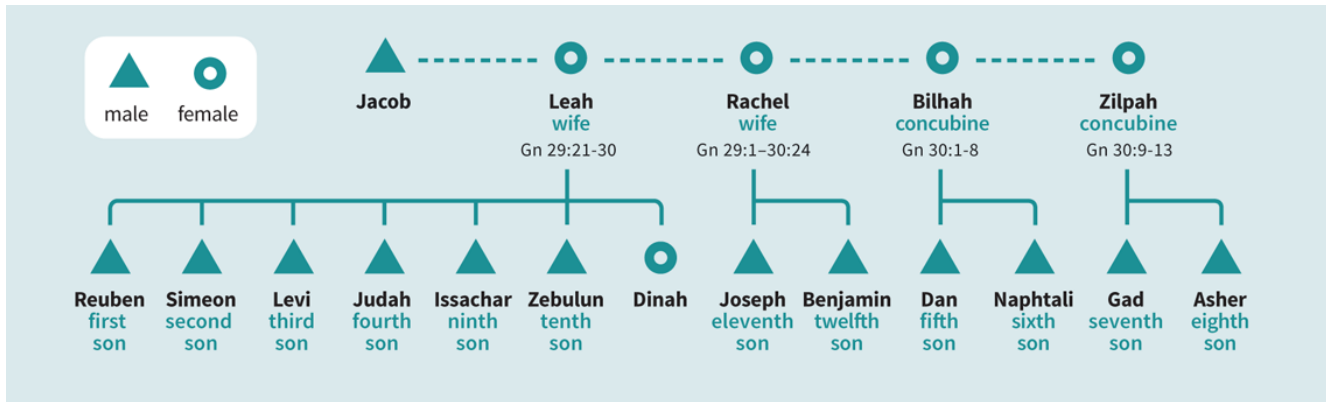 male female
Jacob
Leah
wife
Gn 29:21-30
Rachel
wife
Gn 29:1–30:24
Bilhah
concubine
Gn 30:1-8
Zilpah
concubine
Gn 30:9-13
Reuben
first
son
Simeon
second
son
Levi
third
son
Judah
fourth
son
Issachar
ninth
son
Zebulun
tenth
son
Dinah
Joseph
eleventh
son
Benjamin
twelfth
son
Dan
fifth
son
Naphtali
sixth
son
Gad
seventh
son
Asher
eighth
son